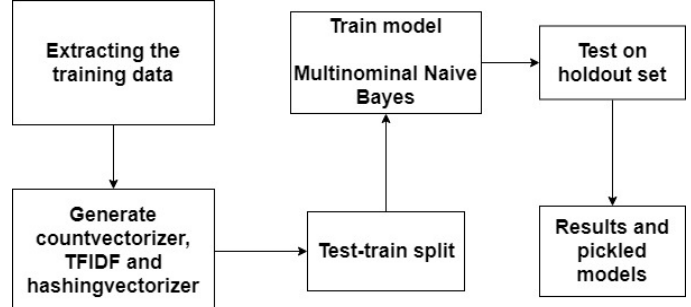 Extracting the
training data
Generate
countvectorizer,
TFIDF and
hashingvectorizer
Test-train split
Train model
Multinominal Naive
Bayes
Test on
holdout set
Results and
pickled
models